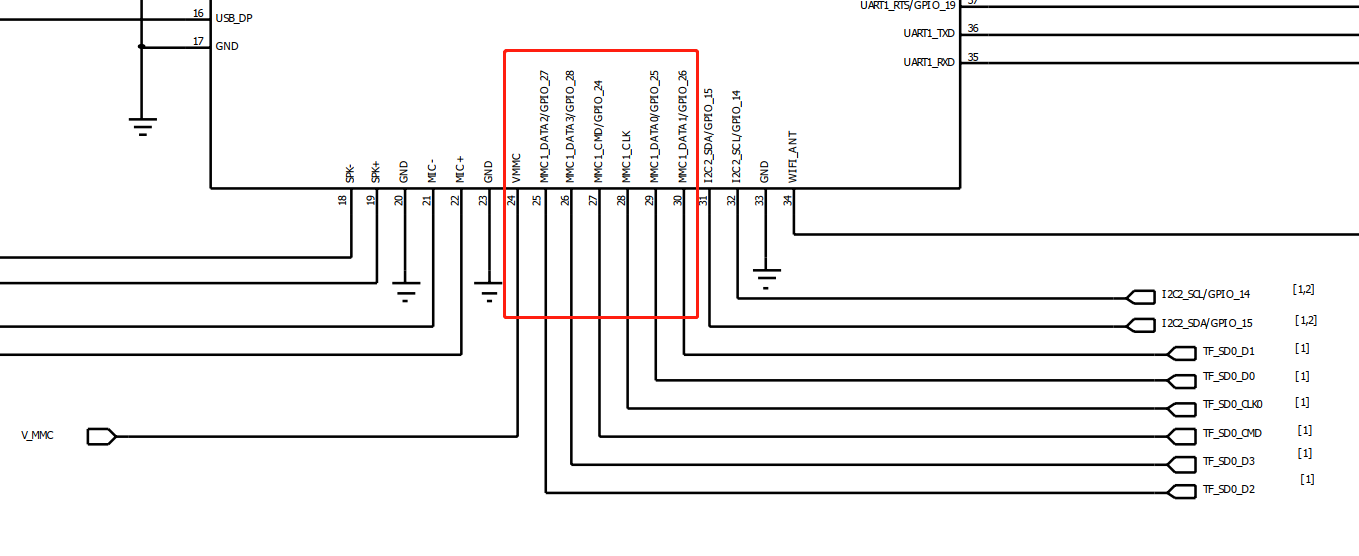 16 USB_DP
17 GND
UART1_RTS/GPIO_19 37
UART1_TXD 36
UART1_RXD 35
SPK-
SPK+
GND
MIC-
MIC+
GND
VMMC
MMC1_DATA2/GPIO_27
MMC1_DATA3/GPIO_28
MMC1_CMD/GPIO_24
MMC1_CLK
MMC1_DATA0/GPIO_25
MMC1_DATA1/GPIO_26
I2C2_SDA/GPIO_15
I2C2_SCL/GPIO_14
GND
WIFI_ANT
18
19
20
21
22
23
24
25
26
27
28
29
30
31
32
33
34
I2C2_SCL/GPIO_14 [1,2]
I2C2_SDA/GPIO_15 [1,2]
TF_SD0_D1 [1]
TF_SD0_D0 [1]
TF_SD0_CLK0 [1]
V_MMC
TF_SD0_CMD [1]
TF_SD0_D3 [1]
TF_SD0_D2 [1]